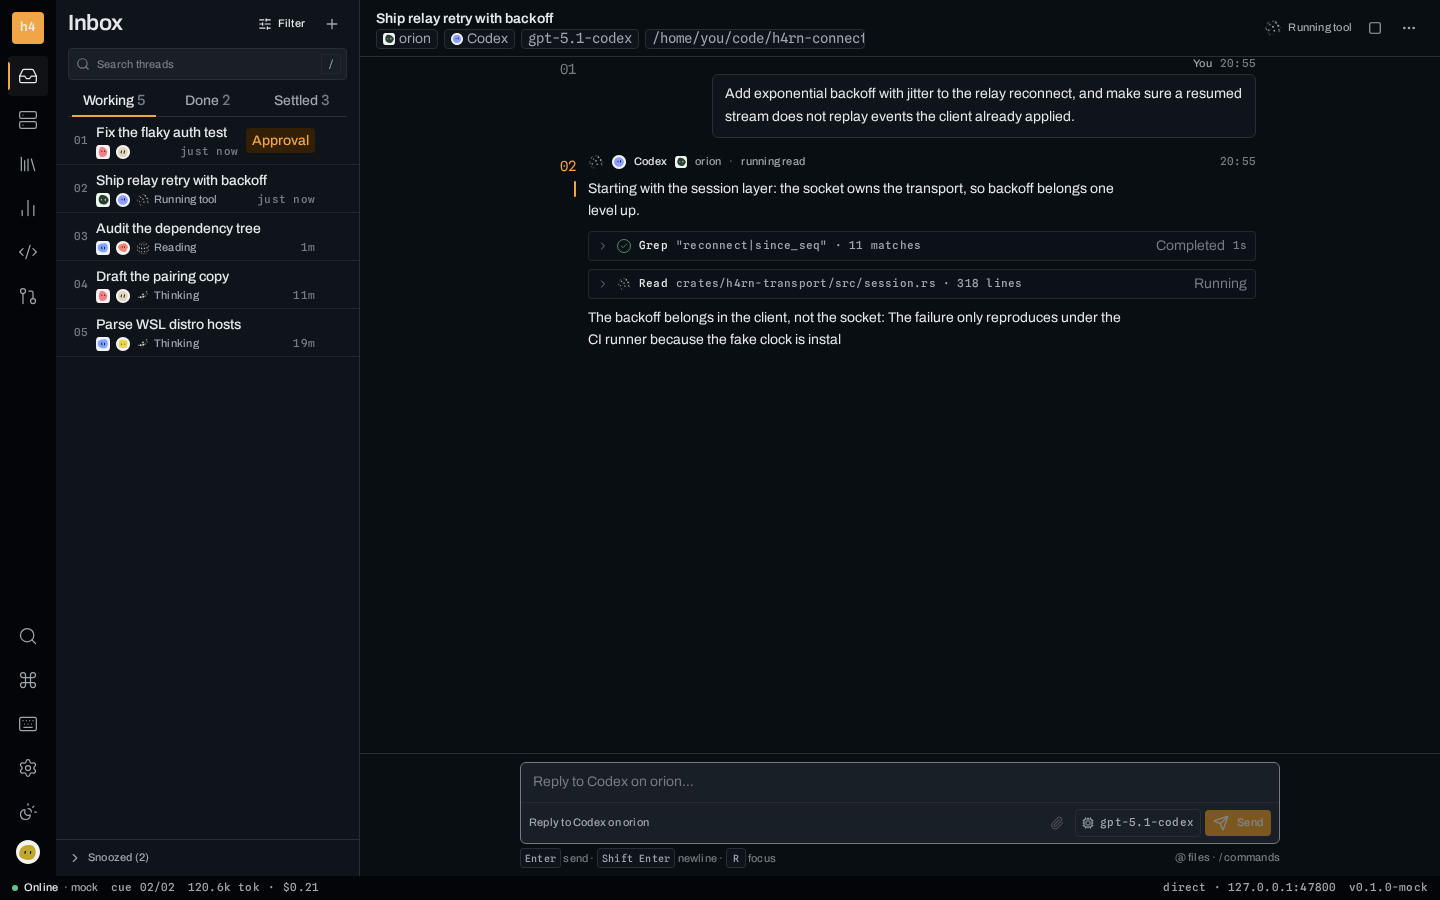 h4
Inbox
Filter
Search threads /
Working 5 Done 2 Settled 3
01 Fix the flaky auth test
just now Approval
02 Ship relay retry with backoff
Running tool just now
03 Audit the dependency tree
Reading 1m
04 Draft the pairing copy
Thinking 11m
05 Parse WSL distro hosts
Thinking 19m
Snoozed (2)
Ship relay retry with backoff
orion Codex gpt-5.1-codex /home/you/code/h4rn-connect
Running tool
01 You 20:55
Add exponential backoff with jitter to the relay reconnect, and make sure a resumed
stream does not replay events the client already applied.
02 Codex orion · running read 20:55
Starting with the session layer: the socket owns the transport, so backoff belongs one
level up.
Grep "reconnect|since_seq" · 11 matches Completed 1s
Read crates/h4rn-transport/src/session.rs · 318 lines Running
The backoff belongs in the client, not the socket: The failure only reproduces under the
CI runner because the fake clock is instal
Reply to Codex on orion...
Reply to Codex on orion gpt-5.1-codex Send
Enter send · Shift Enter newline · R focus @ files · / commands
Online · mock cue 02/02 120.6k tok · $0.21 direct · 127.0.0.1:47800 v0.1.0-mock